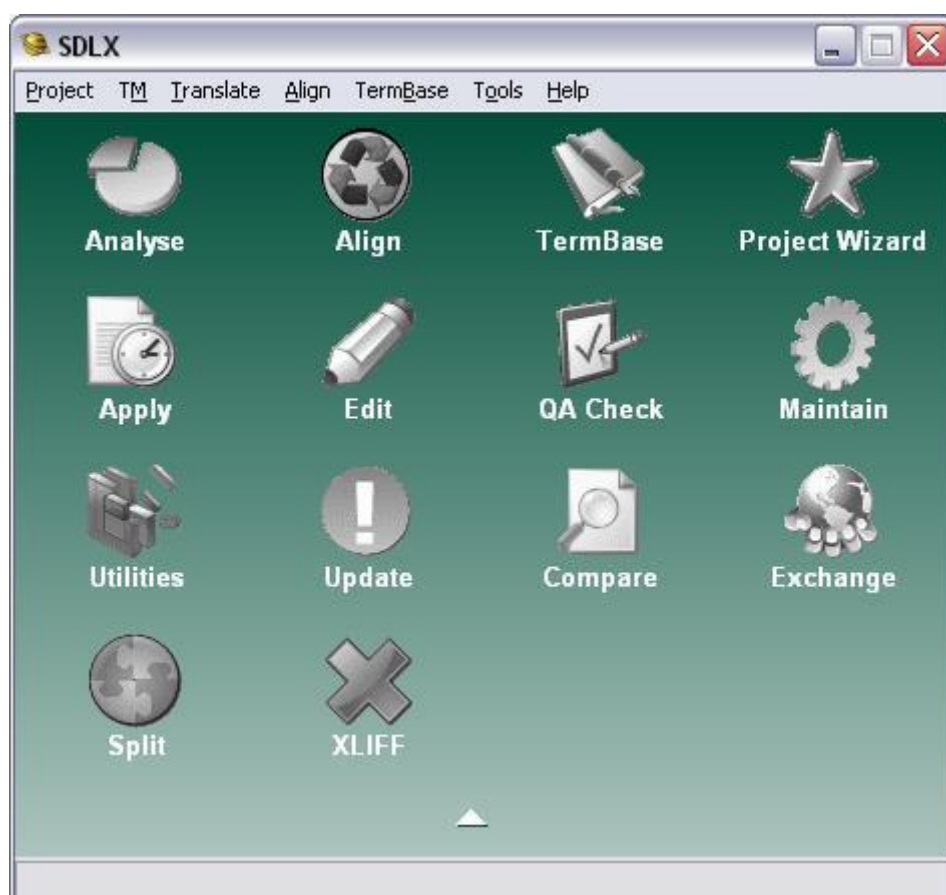 SDLX
Project TM Translate Align TermBase Tools Help
Analyse Align TermBase Project Wizard
Apply Edit QA Check Maintain
Utilities Update Compare Exchange
Split XLIFF